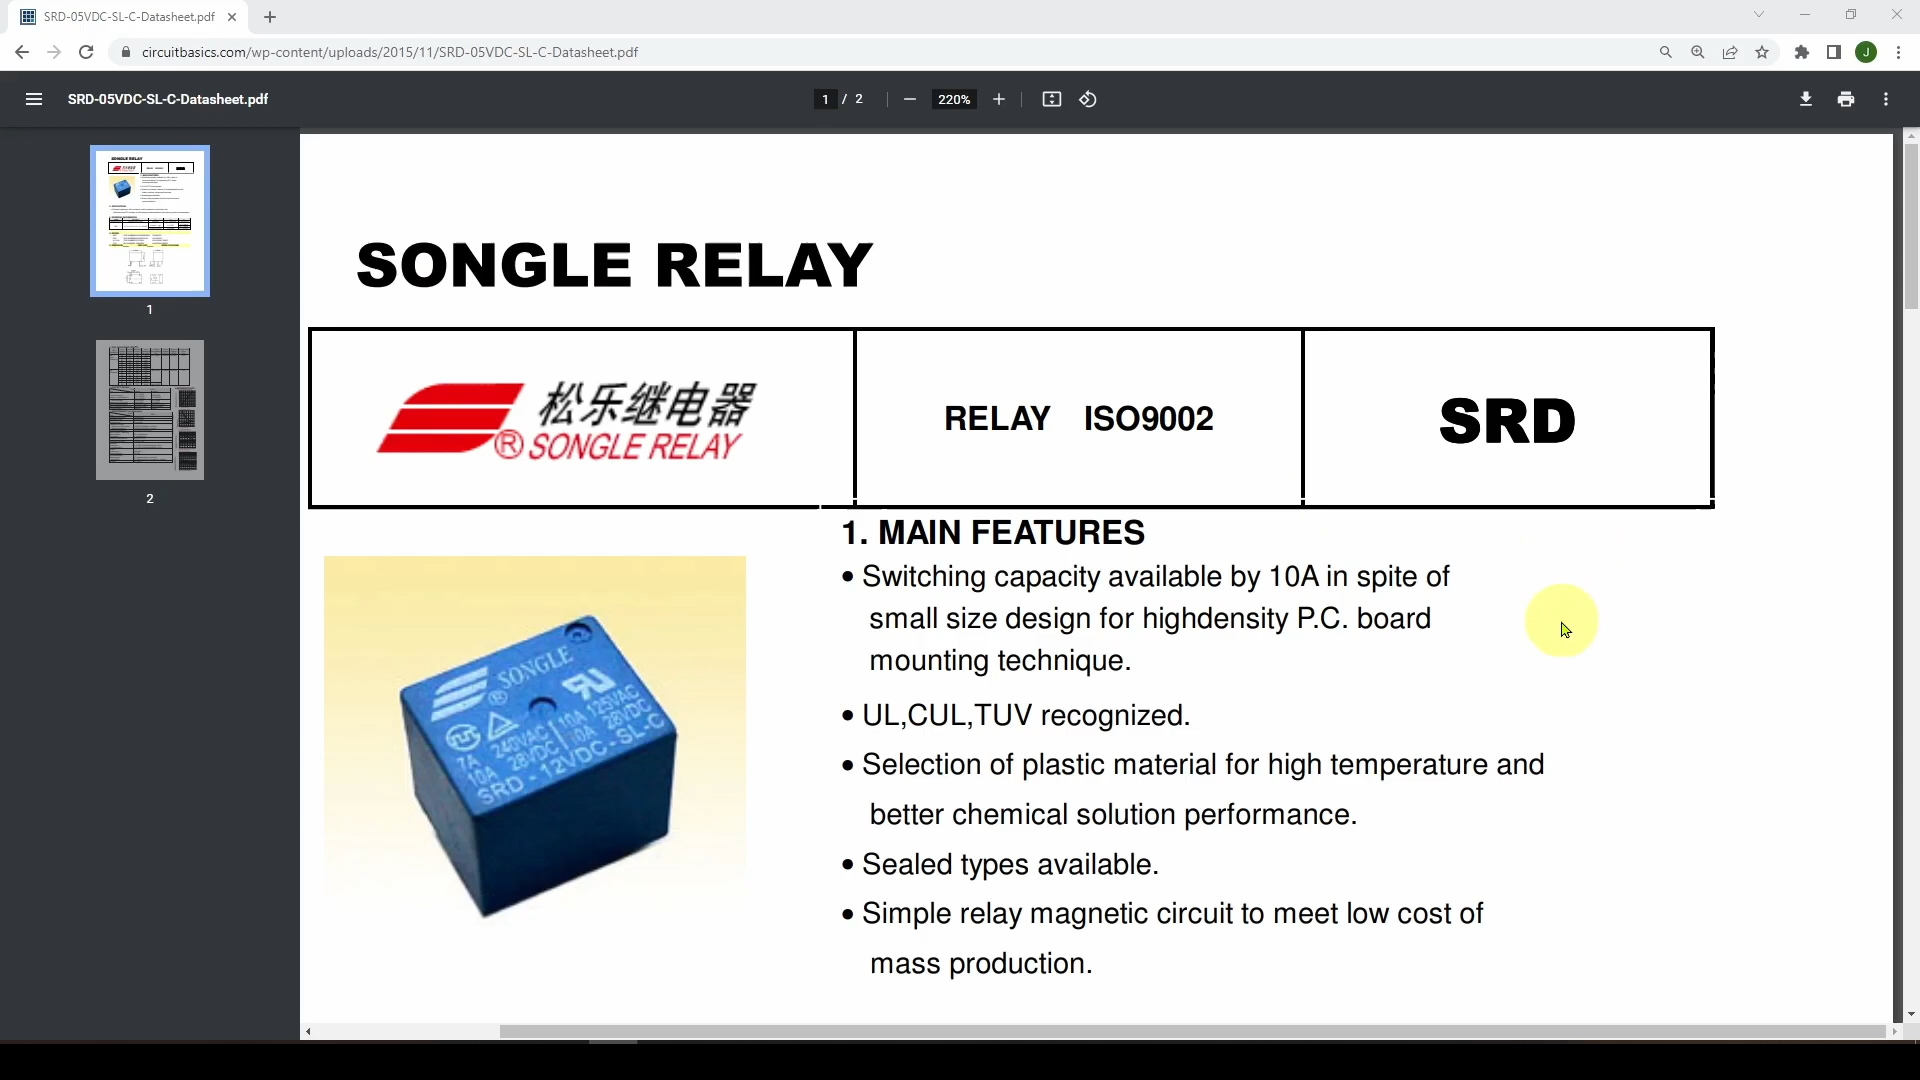 SRD-05VDC-SL-C-Datasheet.pdf
circuitbasics.com/wp-content/uploads/2015/11/SRD-05VDC-SL-C-Datasheet.pdf
J
SRD-05VDC-SL-C-Datasheet.pdf
1 / 2
220%
1
2
SONGLE RELAY
松乐继电器
® SONGLE RELAY
RELAY ISO9002
SRD
1. MAIN FEATURES
• Switching capacity available by 10A in spite of
small size design for highdensity P.C. board
mounting technique.
• UL,CUL,TUV recognized.
• Selection of plastic material for high temperature and
better chemical solution performance.
• Sealed types available.
• Simple relay magnetic circuit to meet low cost of
mass production.
® SONGLE
7A 240VAC 10A 125VAC
10A 28VDC 10A 28VDC
SRD-12VDC-SL-C